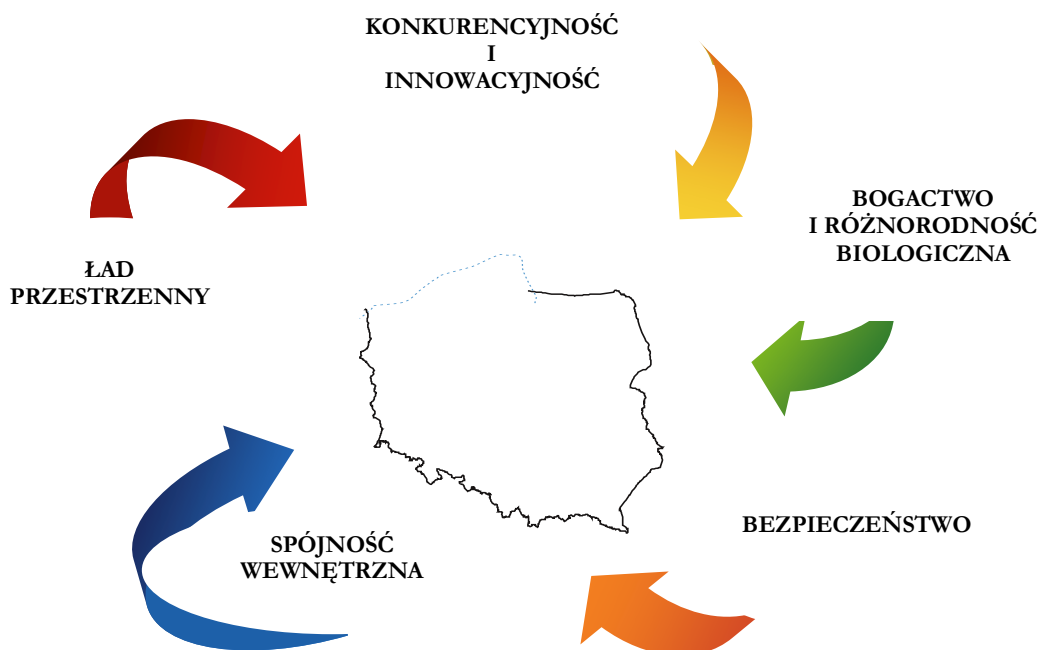 KONKURENCYJNOŚĆ
I
INNOWACYJNOŚĆ
BOGACTWO
I RÓŻNORODNOŚĆ
BIOLOGICZNA
ŁAD
PRZESTRZENNY
BEZPIECZEŃSTWO
SPÓJNOŚĆ
WEWNĘTRZNA